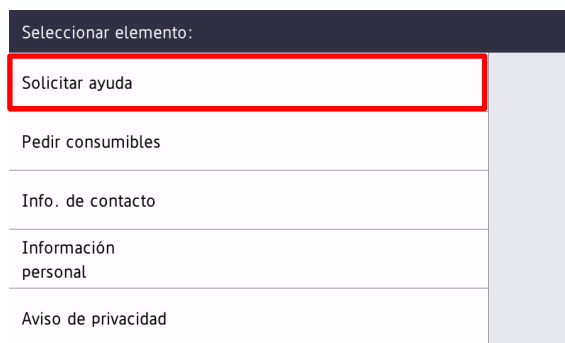 Seleccionar elemento:
Solicitar ayuda
Pedir consumibles
Info. de contacto
Información
personal
Aviso de privacidad